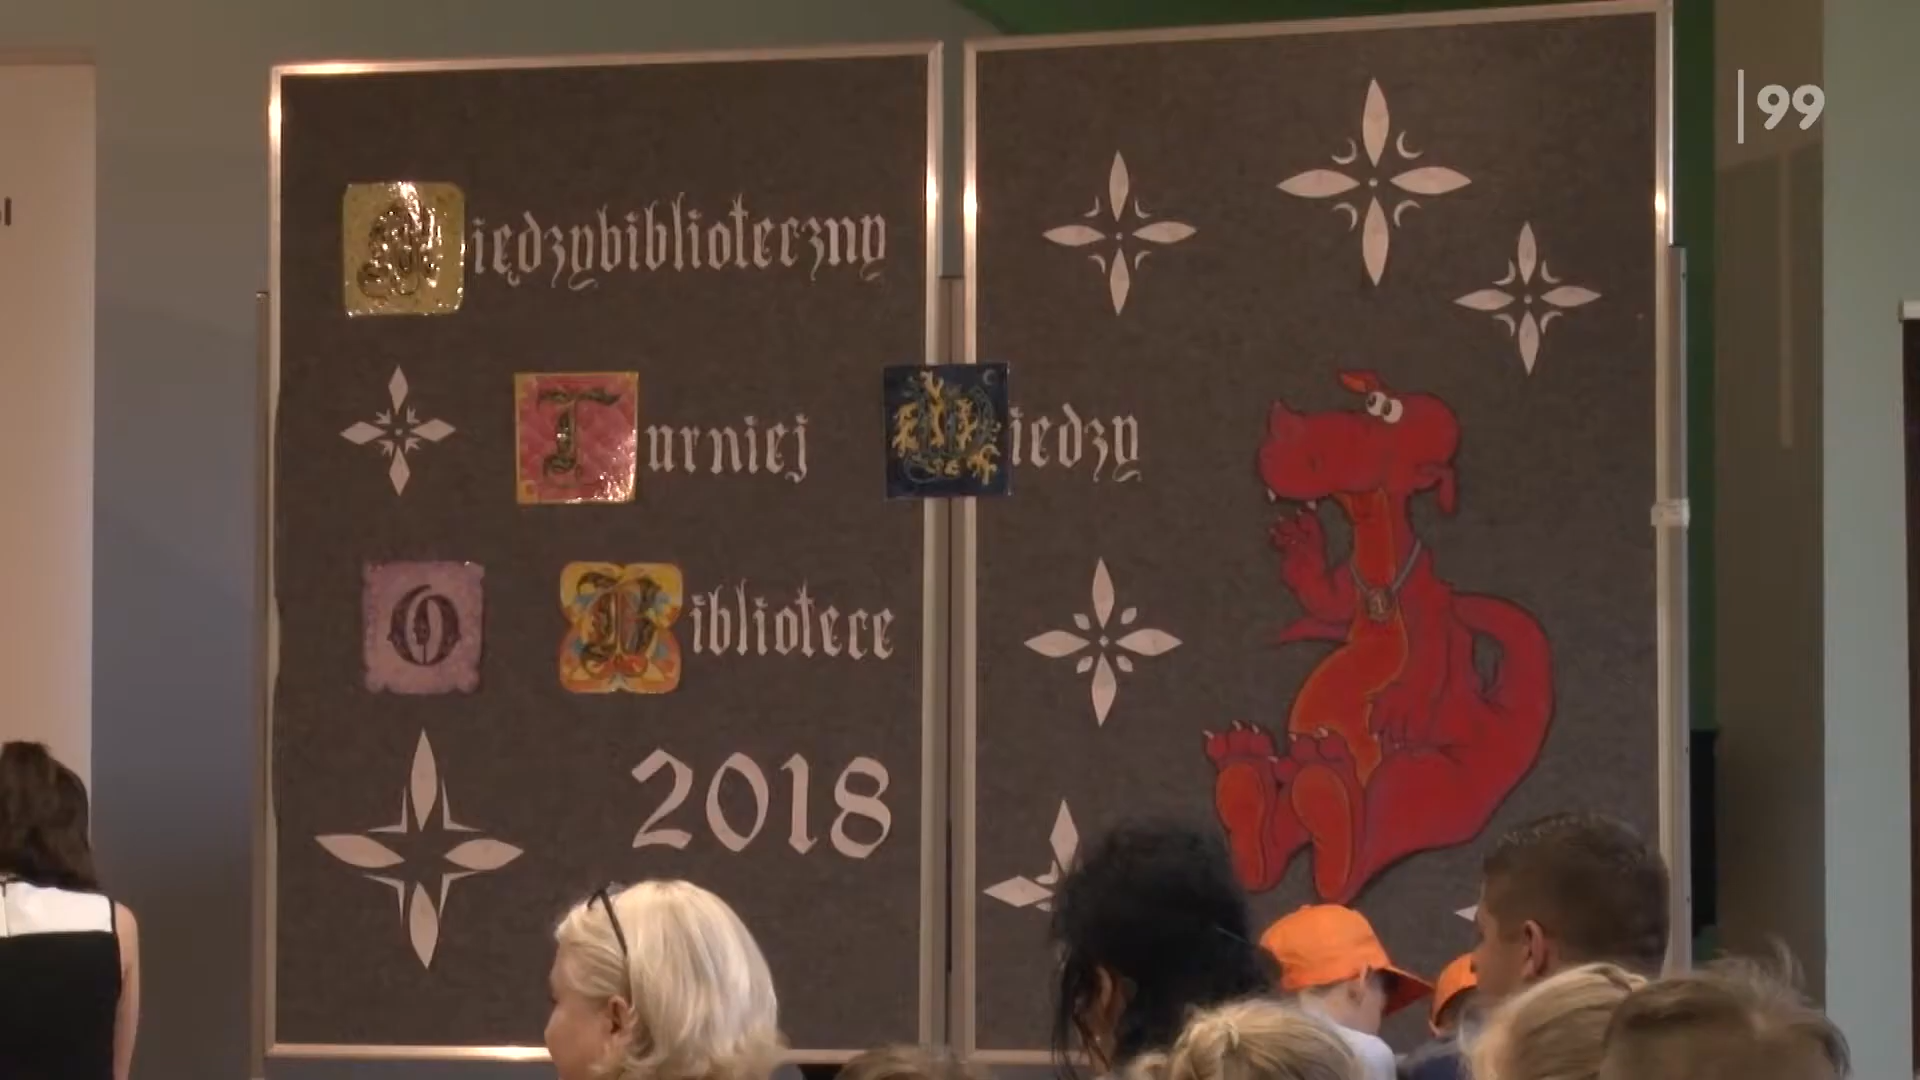 Międzybiblioteczny
Turniej Wiedzy
O Bibliotece
2018
|99